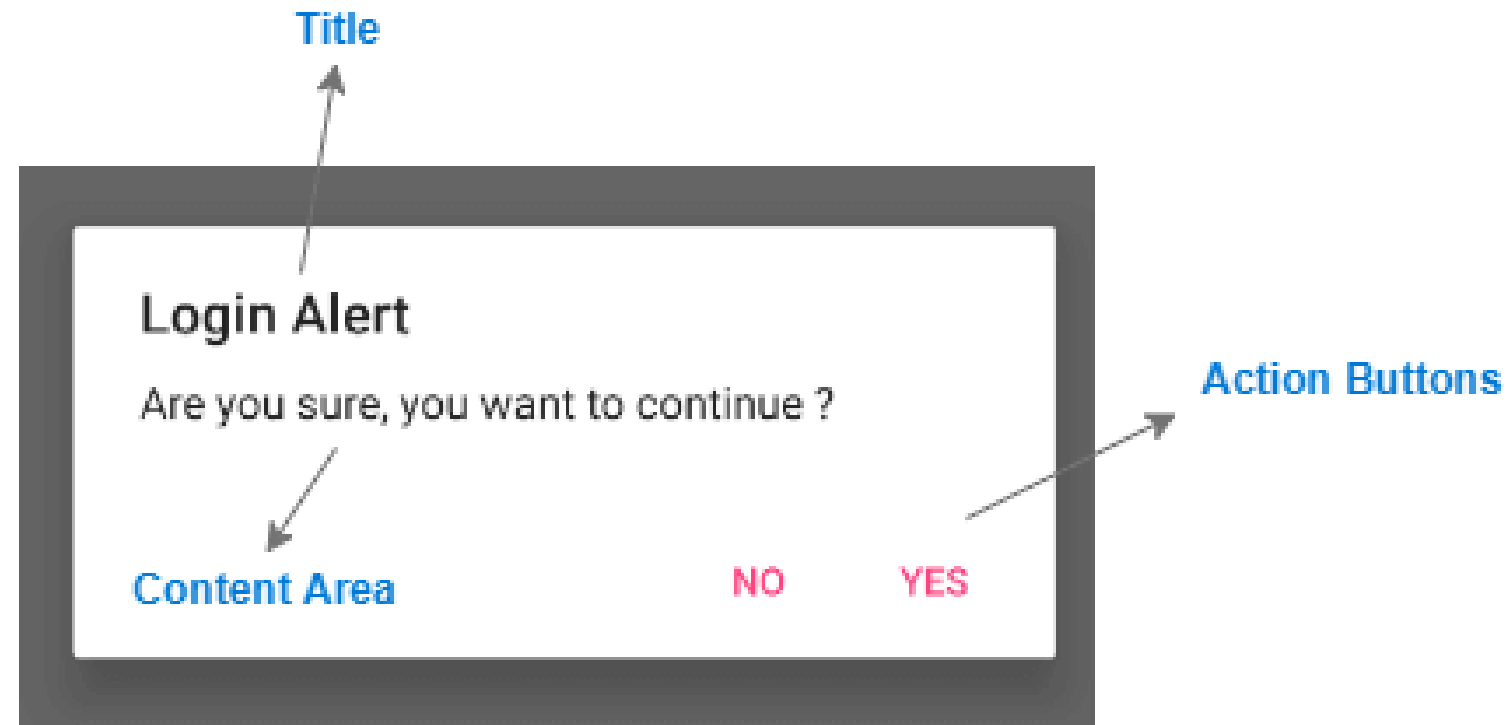 Title
Login Alert
Are you sure, you want to continue ?
Action Buttons
Content Area
NO
YES